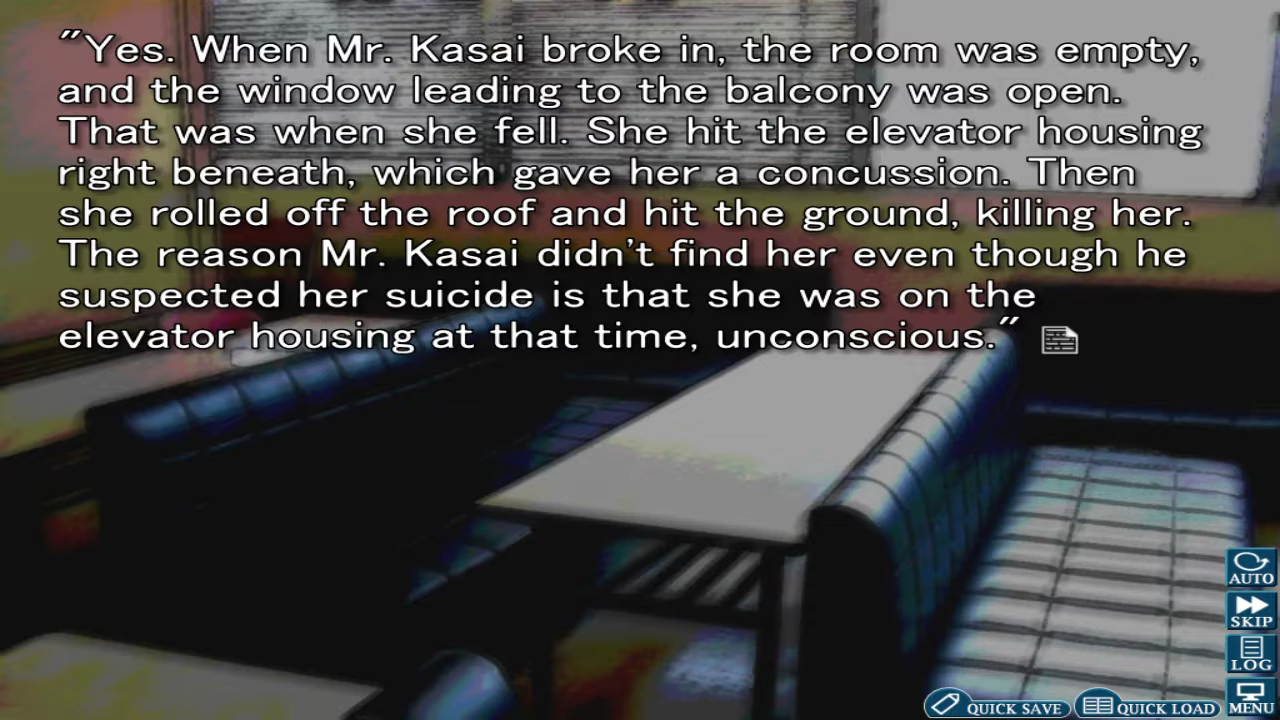 "Yes. When Mr. Kasai broke in, the room was empty,
and the window leading to the balcony was open.
That was when she fell. She hit the elevator housing
right beneath, which gave her a concussion. Then
she rolled off the roof and hit the ground, killing her.
The reason Mr. Kasai didn't find her even though he
suspected her suicide is that she was on the
elevator housing at that time, unconscious."
AUTO
SKIP
LOG
QUICK SAVE
QUICK LOAD
MENU